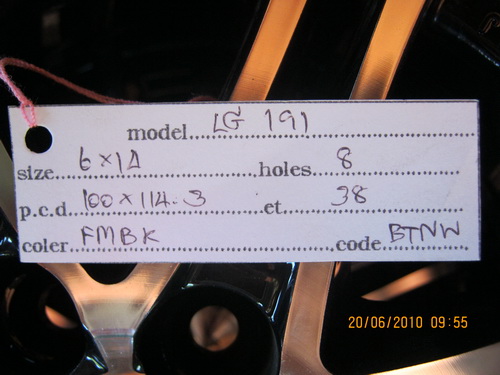 model LG 191
size 6x14 holes 8
p.c.d 100x114.3 et 38
coler FMBK code BTNW
20/06/2010 09:55